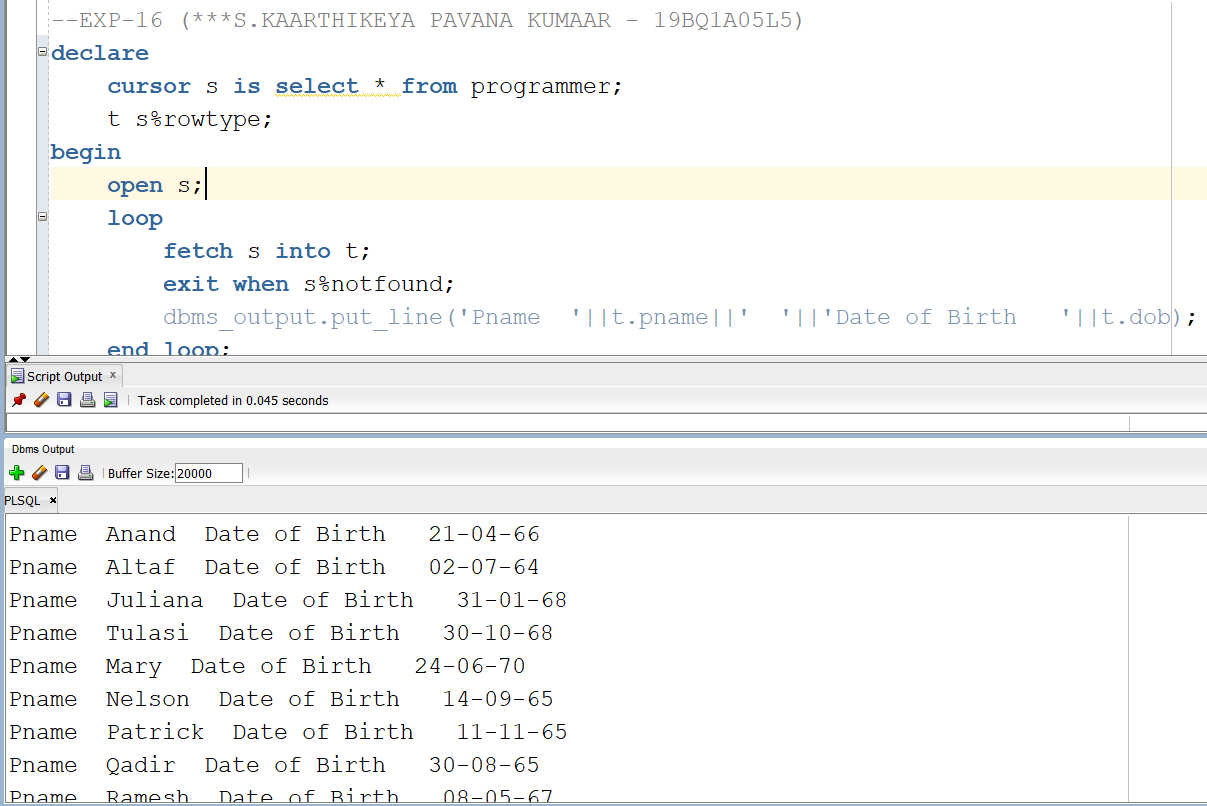 --EXP-16 (***S.KAARTHIKEYA PAVANA KUMAAR - 19BQ1A05L5)
declare
cursor s is select * from programmer;
t s%rowtype;
begin
open s;
loop
fetch s into t;
exit when s%notfound;
dbms_output.put_line('Pname  '||t.pname||'  '||'Date of Birth   '||t.dob);
end loop;
Script Output x
Task completed in 0.045 seconds
Dbms Output
Buffer Size: 20000
PLSQL x
Pname  Anand  Date of Birth   21-04-66
Pname  Altaf  Date of Birth   02-07-64
Pname  Juliana  Date of Birth   31-01-68
Pname  Tulasi  Date of Birth   30-10-68
Pname  Mary  Date of Birth   24-06-70
Pname  Nelson  Date of Birth   14-09-65
Pname  Patrick  Date of Birth   11-11-65
Pname  Qadir  Date of Birth   30-08-65
Pname  Ramesh  Date of Birth   08-05-67